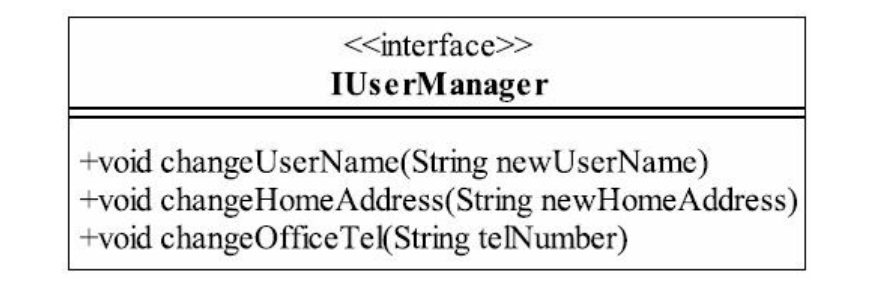 <<interface>>
IUserManager
+void changeUserName(String newUserName)
+void changeHomeAddress(String newHomeAddress)
+void changeOfficeTel(String telNumber)